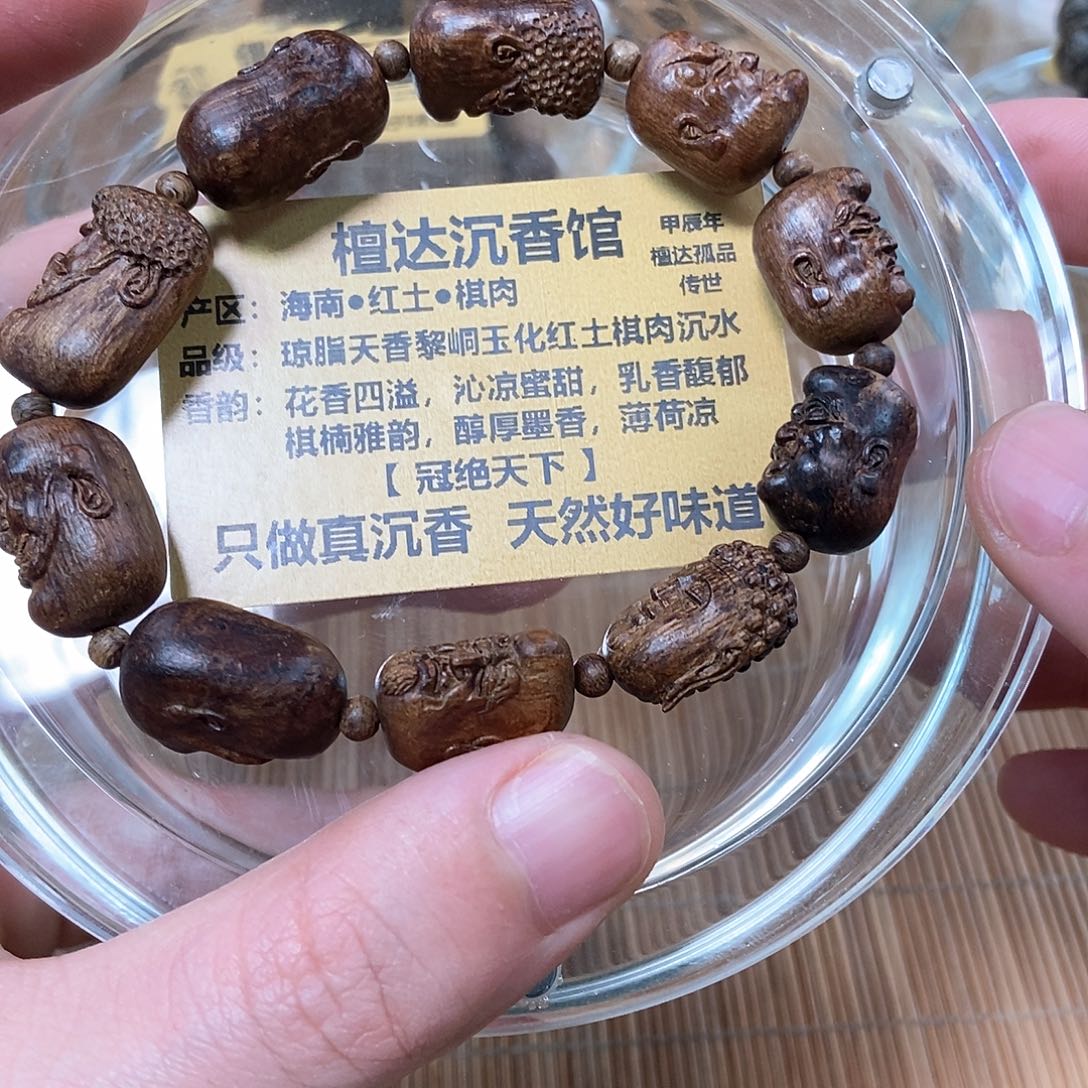 檀达沉香馆
甲辰年
檀达孤品
传世
产区：海南•红土•棋肉
品级：琼脂天香黎峒玉化红土棋肉沉水
香韵：花香四溢，沁凉蜜甜，乳香馥郁
棋楠雅韵，醇厚墨香，薄荷凉
【冠绝天下】
只做真沉香 天然好味道